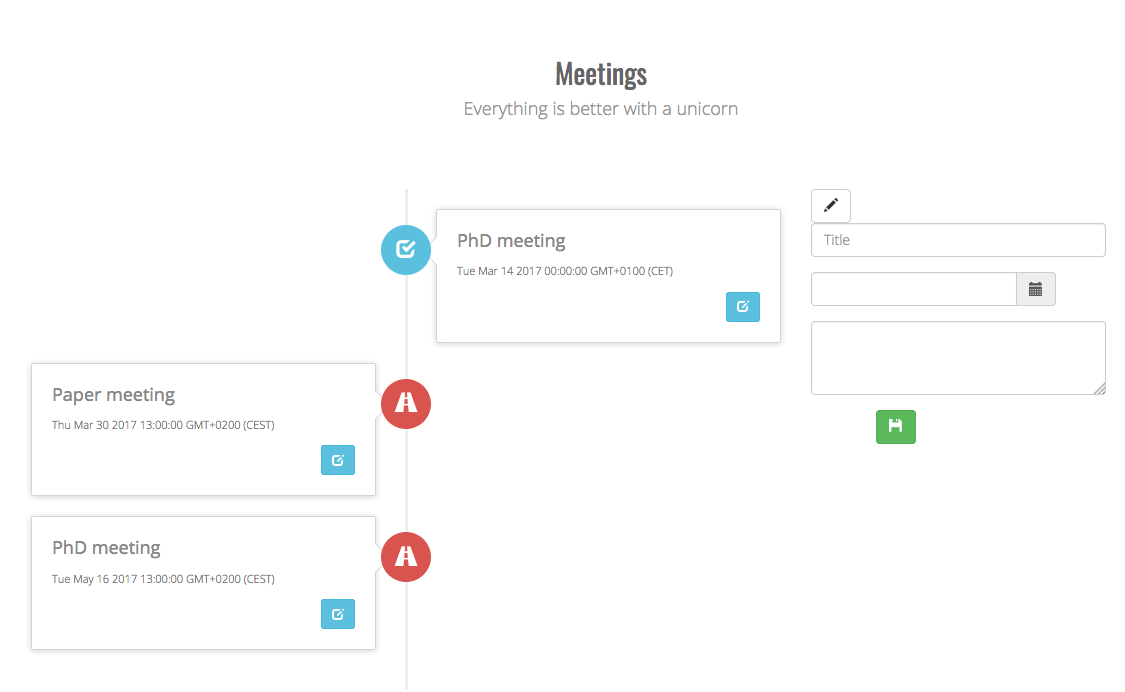 Meetings
Everything is better with a unicorn
PhD meeting
Tue Mar 14 2017 00:00:00 GMT+0100 (CET)
Title
Paper meeting
Thu Mar 30 2017 13:00:00 GMT+0200 (CEST)
PhD meeting
Tue May 16 2017 13:00:00 GMT+0200 (CEST)